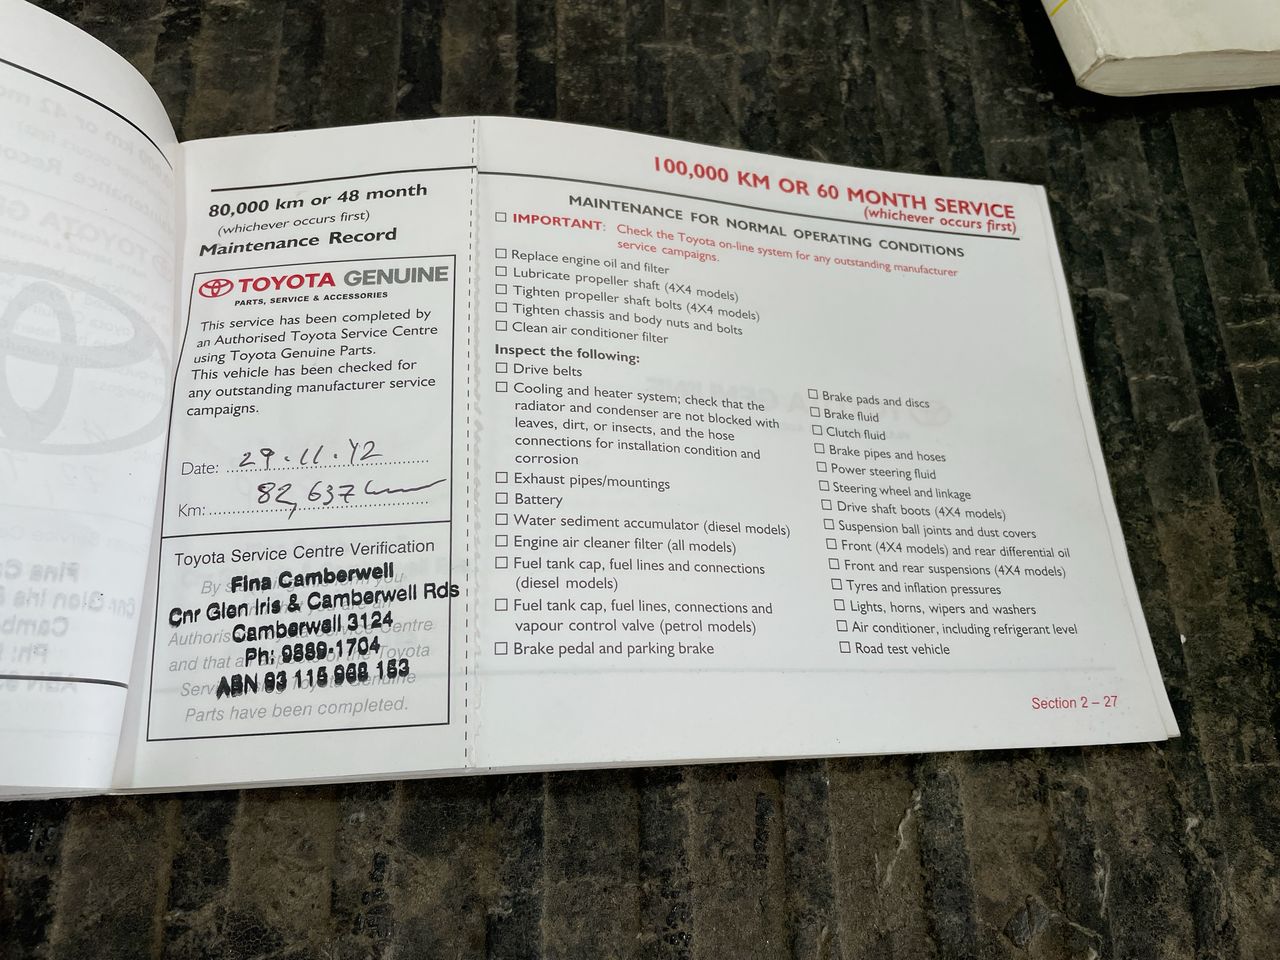 80,000 km or 48 month
(whichever occurs first)
Maintenance Record
TOYOTA GENUINE
PARTS, SERVICE & ACCESSORIES
This service has been completed by
an Authorised Toyota Service Centre
using Toyota Genuine Parts.
This vehicle has been checked for
any outstanding manufacturer service
campaigns.
Date: 29.11.12
Km: 82,637km
Toyota Service Centre Verification
Fina Camberwell
Cnr Glen Iris & Camberwell Rds
Camberwell 3124
Ph: 9889-1704
ABN 93 115 968 153
Parts have been completed.
100,000 KM OR 60 MONTH SERVICE
(whichever occurs first)
MAINTENANCE FOR NORMAL OPERATING CONDITIONS
IMPORTANT: Check the Toyota on-line system for any outstanding manufacturer
service campaigns.
Replace engine oil and filter
Lubricate propeller shaft (4X4 models)
Tighten propeller shaft bolts (4X4 models)
Tighten chassis and body nuts and bolts
Clean air conditioner filter
Inspect the following:
Drive belts
Cooling and heater system; check that the
radiator and condenser are not blocked with
leaves, dirt, or insects, and the hose
connections for installation condition and
corrosion
Exhaust pipes/mountings
Battery
Water sediment accumulator (diesel models)
Engine air cleaner filter (all models)
Fuel tank cap, fuel lines and connections
(diesel models)
Fuel tank cap, fuel lines, connections and
vapour control valve (petrol models)
Brake pedal and parking brake
Brake pads and discs
Brake fluid
Clutch fluid
Brake pipes and hoses
Power steering fluid
Steering wheel and linkage
Drive shaft boots (4X4 models)
Suspension ball joints and dust covers
Front (4X4 models) and rear differential oil
Front and rear suspensions (4X4 models)
Tyres and inflation pressures
Lights, horns, wipers and washers
Air conditioner, including refrigerant level
Road test vehicle
Section 2 – 27